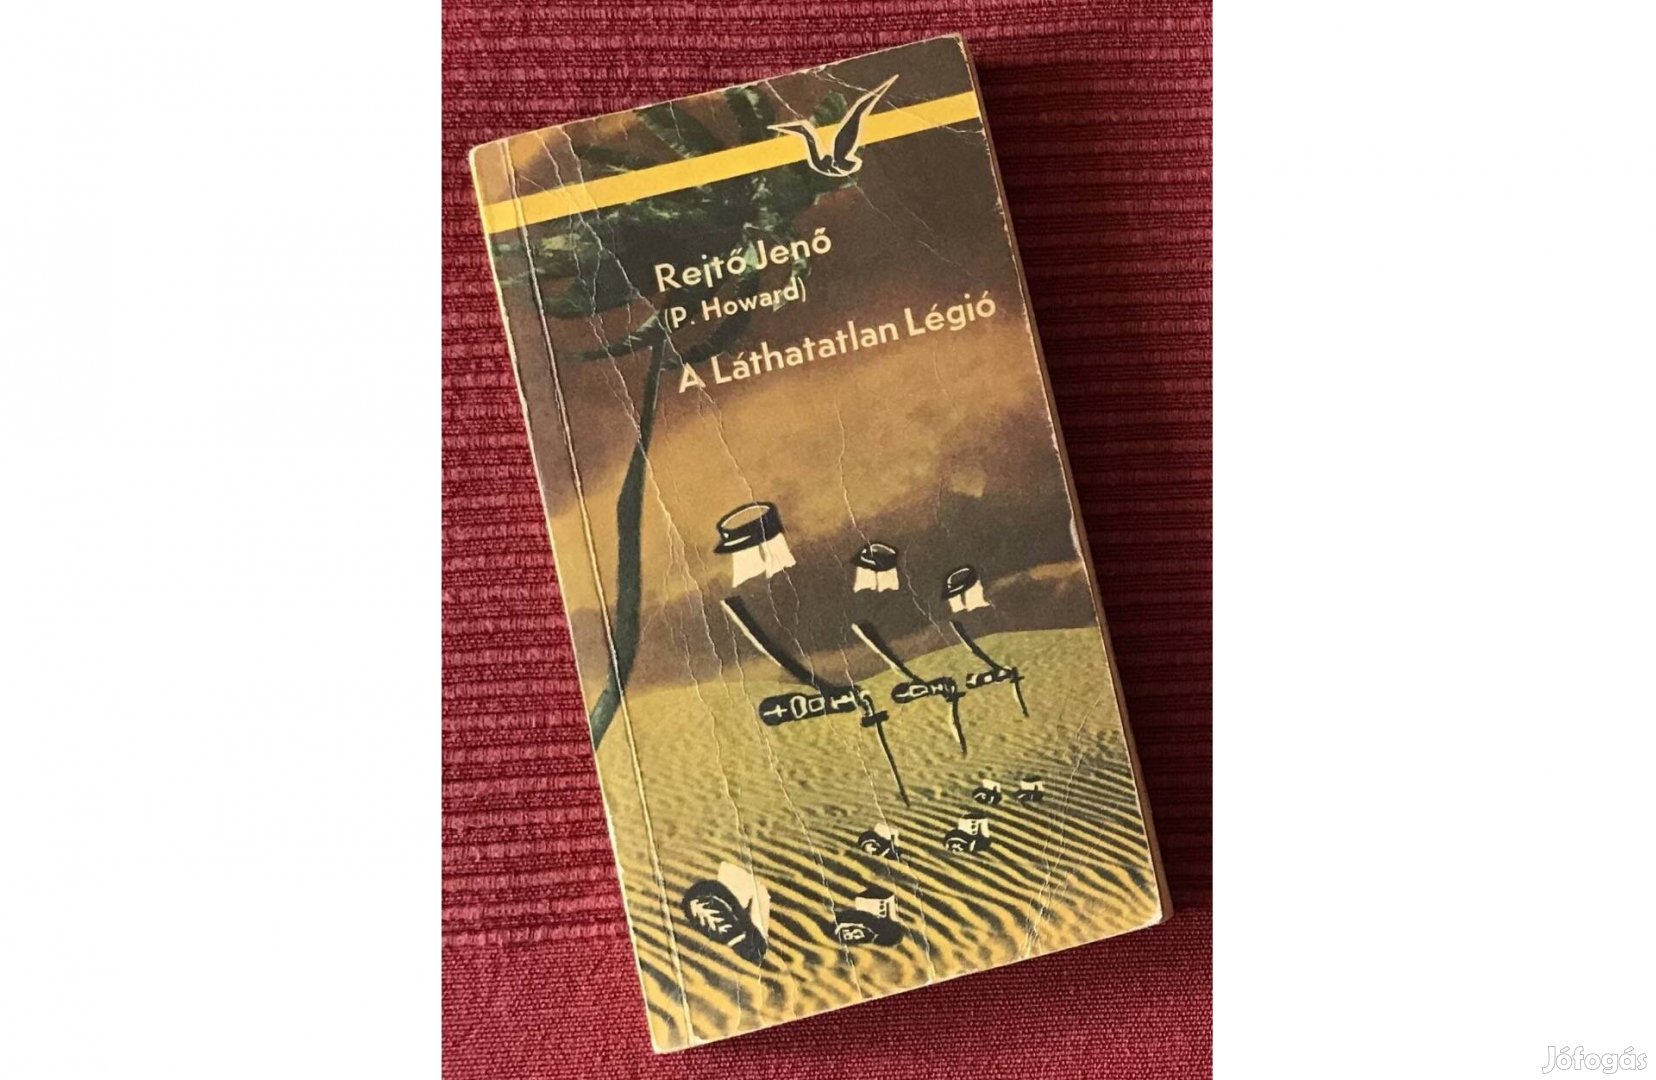 Rejtő Jenő
(P. Howard)
A Láthatatlan Légió
Jófogás